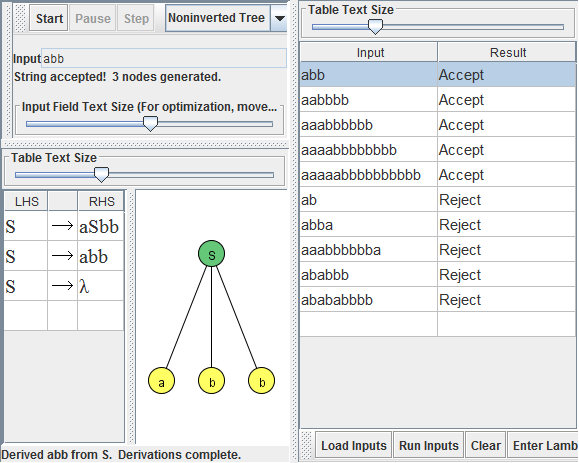 Start Pause Step Noninverted Tree
Input abb
String accepted! 3 nodes generated.
Input Field Text Size (For optimization, move...
Table Text Size
LHS RHS
S → aSbb
S → abb
S → λ
S
a b b
Derived abb from S. Derivations complete.
Table Text Size
Input Result
abb Accept
aabbbb Accept
aaabbbbbb Accept
aaaabbbbbbbb Accept
aaaaabbbbbbbbbb Accept
ab Reject
abba Reject
aaabbbbbba Reject
ababbb Reject
abababbbb Reject
Load Inputs Run Inputs Clear Enter Lamb